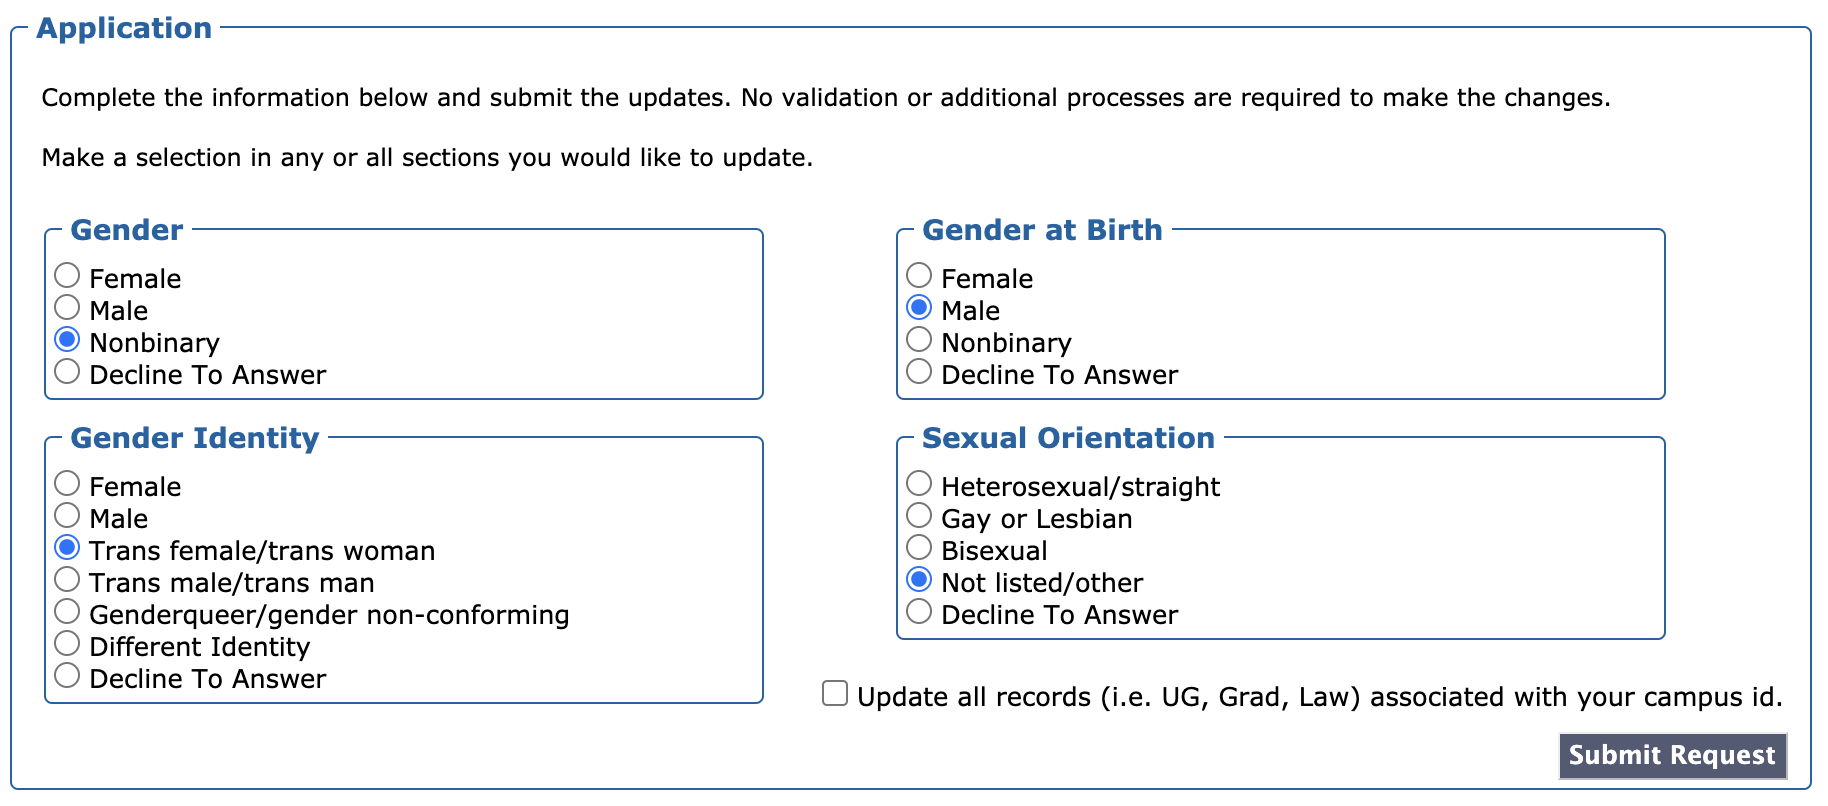 Application
Complete the information below and submit the updates. No validation or additional processes are required to make the changes.
Make a selection in any or all sections you would like to update.
Gender
Female
Male
Nonbinary
Decline To Answer
Gender at Birth
Female
Male
Nonbinary
Decline To Answer
Gender Identity
Female
Male
Trans female/trans woman
Trans male/trans man
Genderqueer/gender non-conforming
Different Identity
Decline To Answer
Sexual Orientation
Heterosexual/straight
Gay or Lesbian
Bisexual
Not listed/other
Decline To Answer
Update all records (i.e. UG, Grad, Law) associated with your campus id.
Submit Request